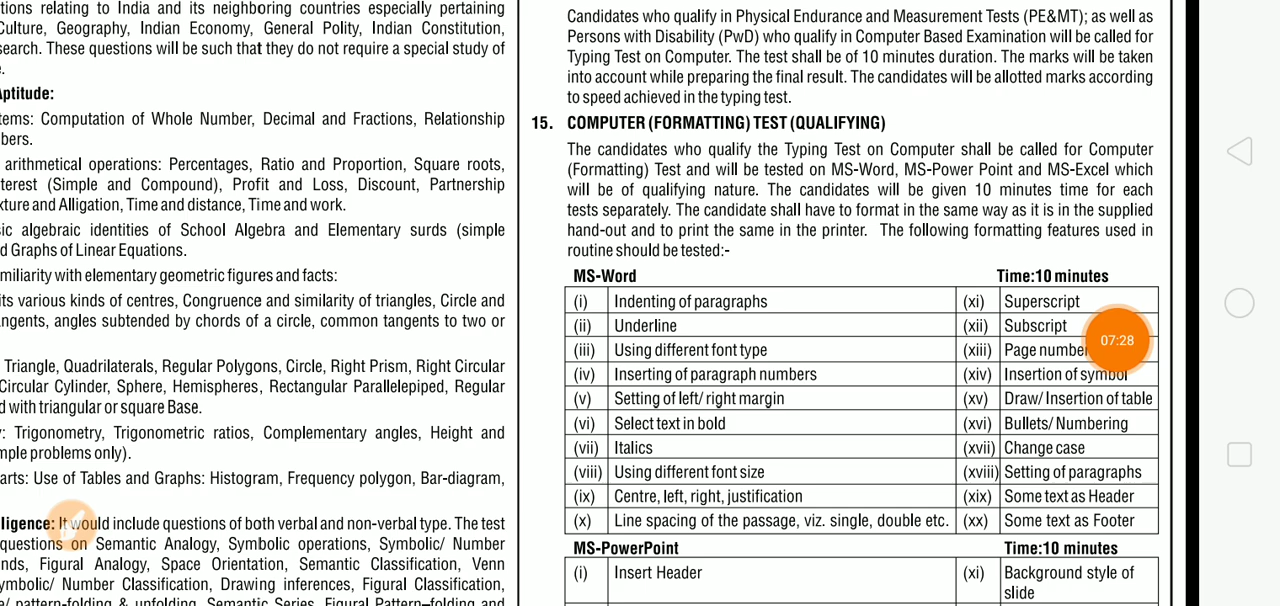 tions relating to India and its neighboring countries especially pertaining
Culture, Geography, Indian Economy, General Polity, Indian Constitution,
search. These questions will be such that they do not require a special study of
e.
Aptitude:
tems: Computation of Whole Number, Decimal and Fractions, Relationship
bers.
arithmetical operations: Percentages, Ratio and Proportion, Square roots,
terest (Simple and Compound), Profit and Loss, Discount, Partnership
xture and Alligation, Time and distance, Time and work.
ic algebraic identities of School Algebra and Elementary surds (simple
d Graphs of Linear Equations.
miliarity with elementary geometric figures and facts:
its various kinds of centres, Congruence and similarity of triangles, Circle and
angents, angles subtended by chords of a circle, common tangents to two or
Triangle, Quadrilaterals, Regular Polygons, Circle, Right Prism, Right Circular
Circular Cylinder, Sphere, Hemispheres, Rectangular Parallelepiped, Regular
d with triangular or square Base.
y: Trigonometry, Trigonometric ratios, Complementary angles, Height and
mple problems only).
arts: Use of Tables and Graphs: Histogram, Frequency polygon, Bar-diagram,
lligence: It would include questions of both verbal and non-verbal type. The test
questions on Semantic Analogy, Symbolic operations, Symbolic/ Number
nds, Figural Analogy, Space Orientation, Semantic Classification, Venn
ymbolic/ Number Classification, Drawing inferences, Figural Classification,
e/ pattern-folding & unfolding, Semantic Series, Figural Pattern–folding and
Candidates who qualify in Physical Endurance and Measurement Tests (PE&MT); as well as
Persons with Disability (PwD) who qualify in Computer Based Examination will be called for
Typing Test on Computer. The test shall be of 10 minutes duration. The marks will be taken
into account while preparing the final result. The candidates will be allotted marks according
to speed achieved in the typing test.
15. COMPUTER (FORMATTING) TEST (QUALIFYING)
The candidates who qualify the Typing Test on Computer shall be called for Computer
(Formatting) Test and will be tested on MS-Word, MS-Power Point and MS-Excel which
will be of qualifying nature. The candidates will be given 10 minutes time for each
tests separately. The candidate shall have to format in the same way as it is in the supplied
hand-out and to print the same in the printer. The following formatting features used in
routine should be tested:-
MS-Word Time:10 minutes
(i) Indenting of paragraphs (xi) Superscript
(ii) Underline (xii) Subscript
(iii) Using different font type (xiii) Page number
07:28
(iv) Inserting of paragraph numbers (xiv) Insertion of symbol
(v) Setting of left/ right margin (xv) Draw/ Insertion of table
(vi) Select text in bold (xvi) Bullets/ Numbering
(vii) Italics (xvii) Change case
(viii) Using different font size (xviii) Setting of paragraphs
(ix) Centre, left, right, justification (xix) Some text as Header
(x) Line spacing of the passage, viz. single, double etc. (xx) Some text as Footer
MS-PowerPoint Time:10 minutes
(i) Insert Header (xi) Background style of
slide